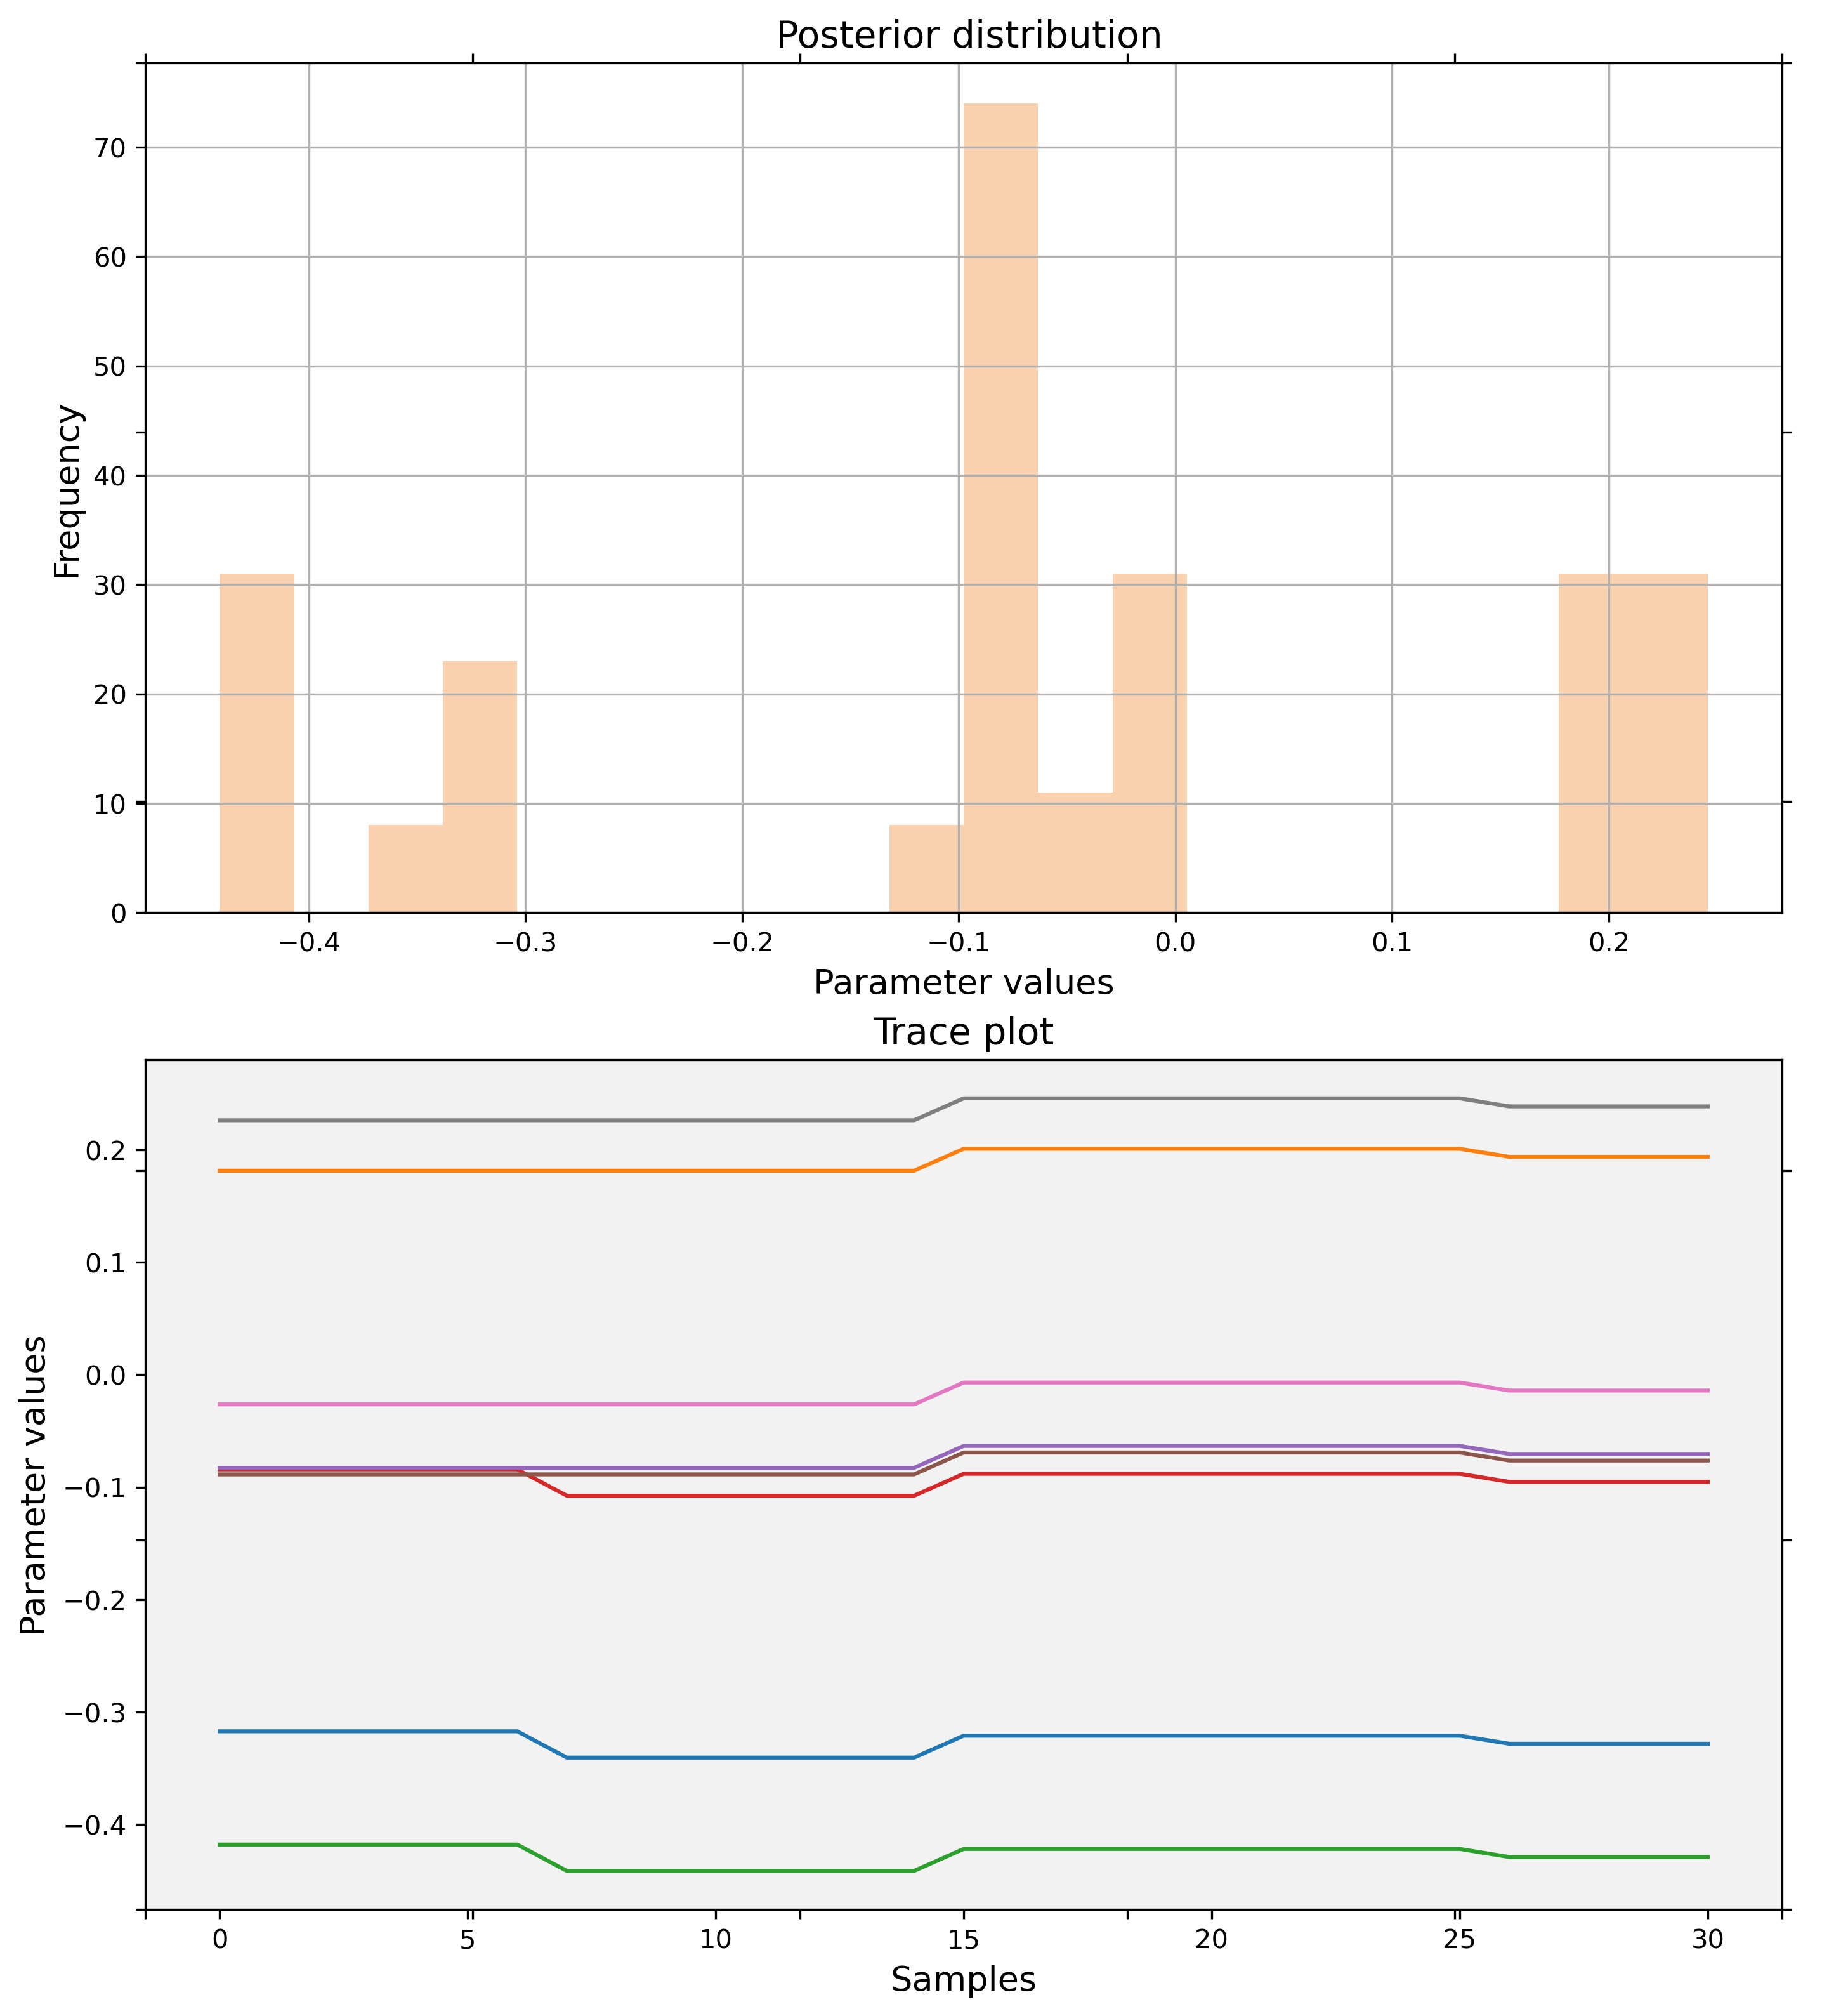 Posterior distribution
70
60
50
40
30
20
10
0
Frequency
−0.4 −0.3 −0.2 −0.1 0.0 0.1 0.2
Parameter values
Trace plot
0.2
0.1
0.0
−0.1
−0.2
−0.3
−0.4
Parameter values
0 5 10 15 20 25 30
Samples